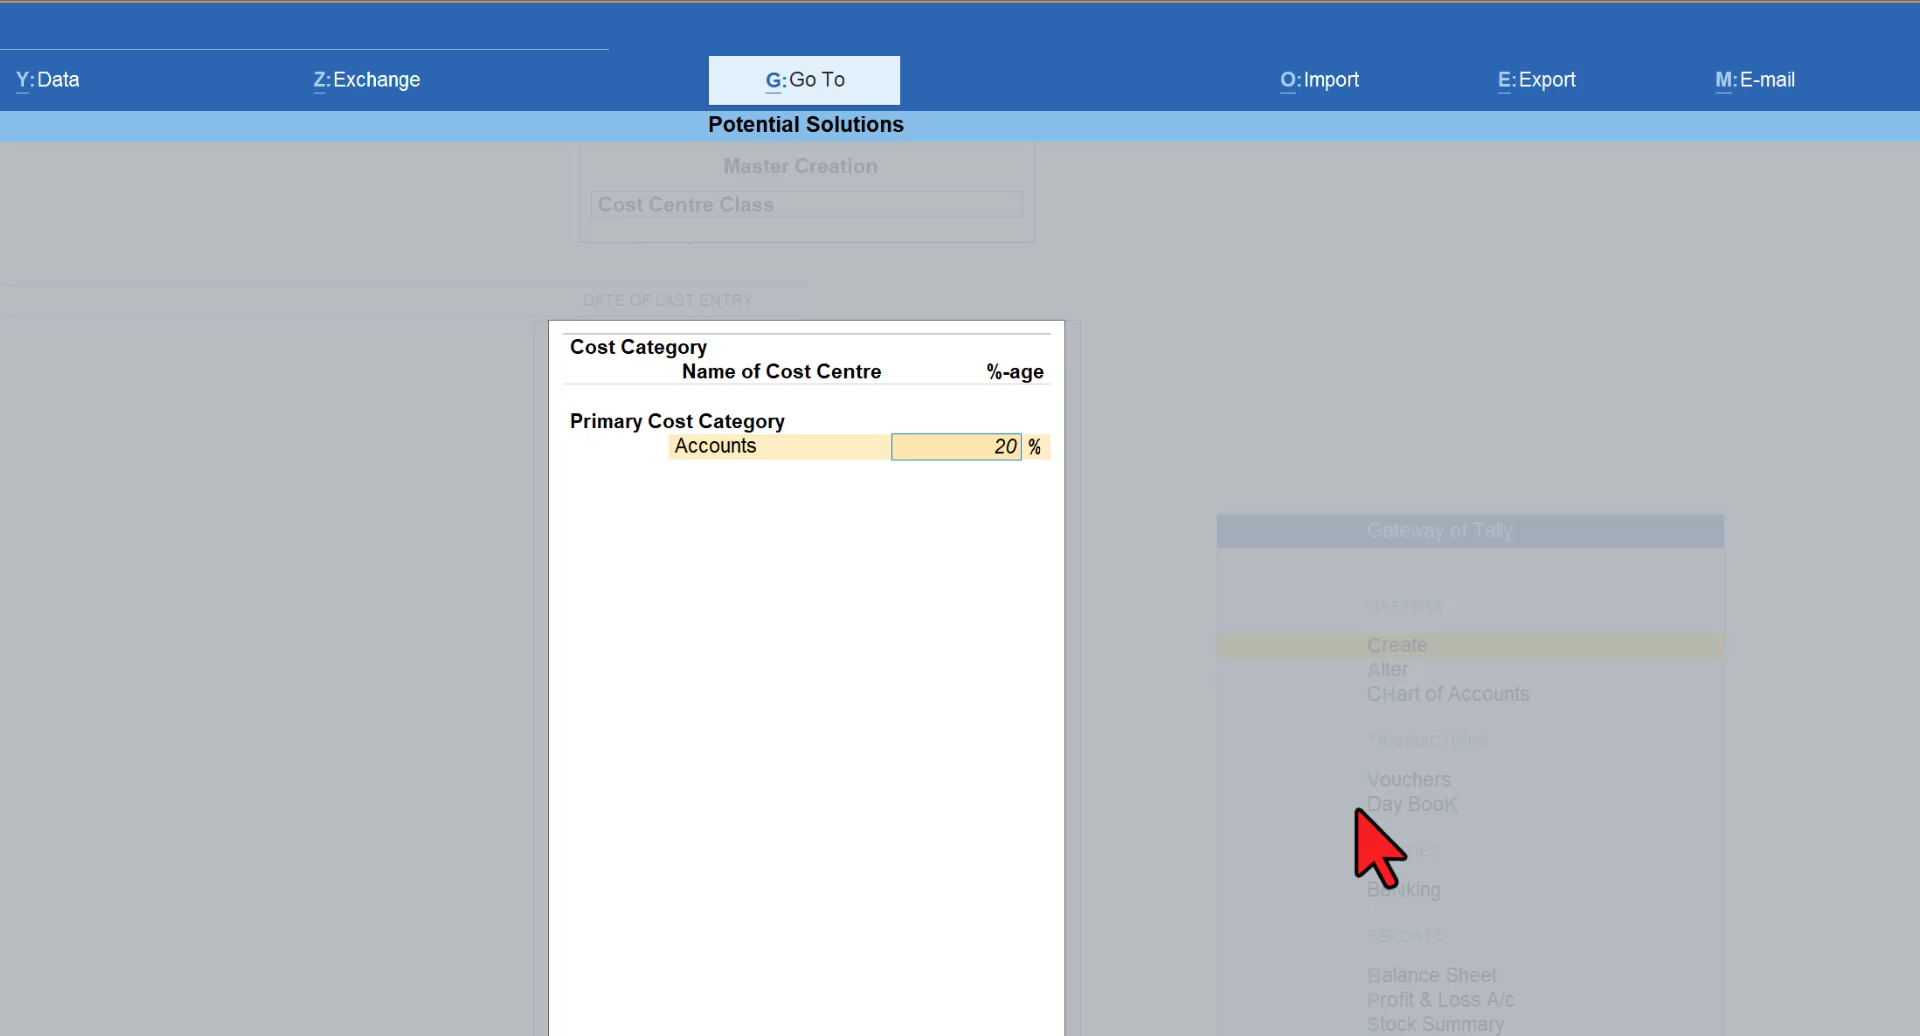 Y:Data Z:Exchange G:Go To O:Import E:Export M:E-mail
Potential Solutions
Master Creation
Cost Centre Class
DATE OF LAST ENTRY
Cost Category
Name of Cost Centre %-age
Primary Cost Category
Accounts 20 %
Gateway of Tally
MASTERS
Create
Alter
CHart of Accounts
TRANSACTIONS
Vouchers
Day BooK
BaNking
REPORTS
Balance Sheet
Profit & Loss A/c
Stock Summary